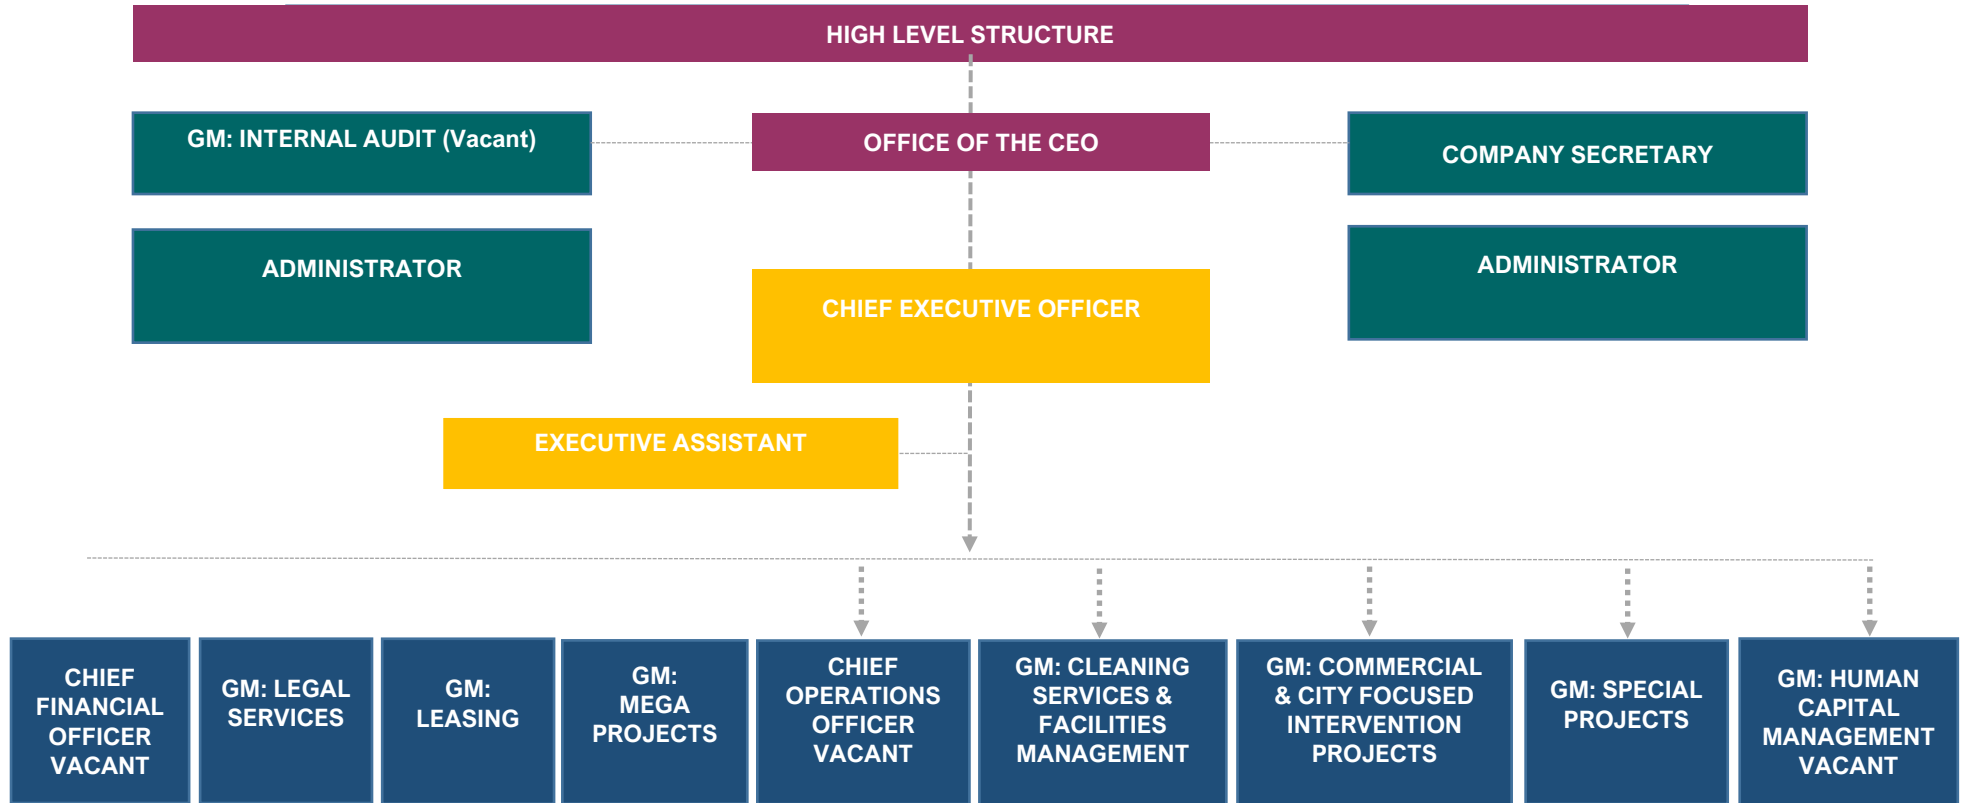 HIGH LEVEL STRUCTURE
GM: INTERNAL AUDIT (Vacant)
OFFICE OF THE CEO
COMPANY SECRETARY
ADMINISTRATOR
ADMINISTRATOR
CHIEF EXECUTIVE OFFICER
EXECUTIVE ASSISTANT
CHIEF
FINANCIAL
OFFICER
VACANT
GM: LEGAL
SERVICES
GM:
LEASING
GM:
MEGA
PROJECTS
CHIEF
OPERATIONS
OFFICER
VACANT
GM: CLEANING
SERVICES &
FACILITIES
MANAGEMENT
GM: COMMERCIAL
& CITY FOCUSED
INTERVENTION
PROJECTS
GM: SPECIAL
PROJECTS
GM: HUMAN
CAPITAL
MANAGEMENT
VACANT